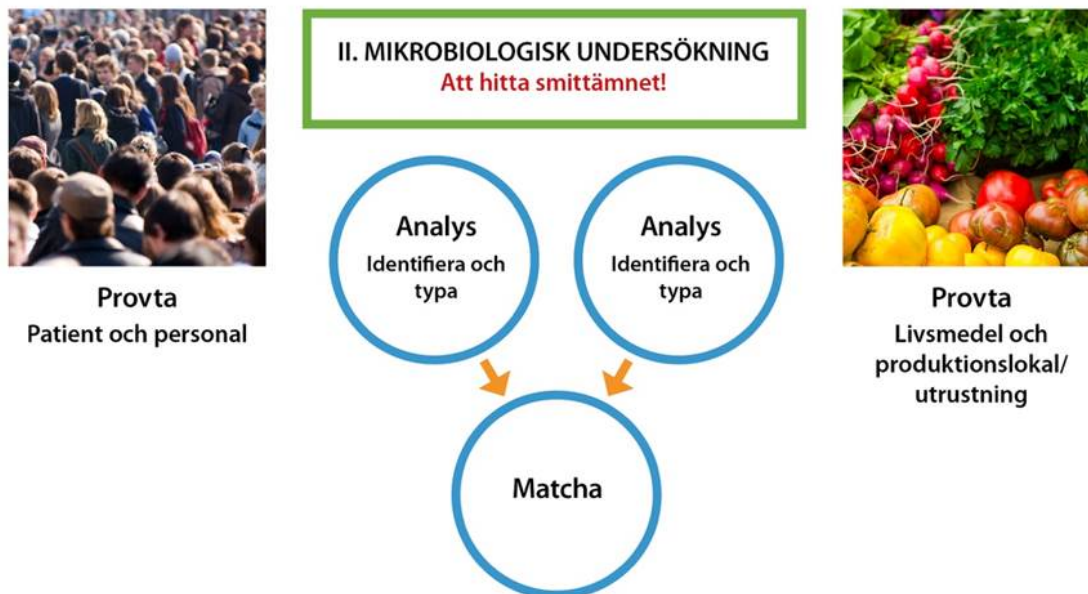 II. MIKROBIOLOGISK UNDERSÖKNING
Att hitta smittämnet!
Analys
Identifiera och
typa
Analys
Identifiera och
typa
Provta
Patient och personal
Provta
Livsmedel och
produktionslokal/
utrustning
Matcha